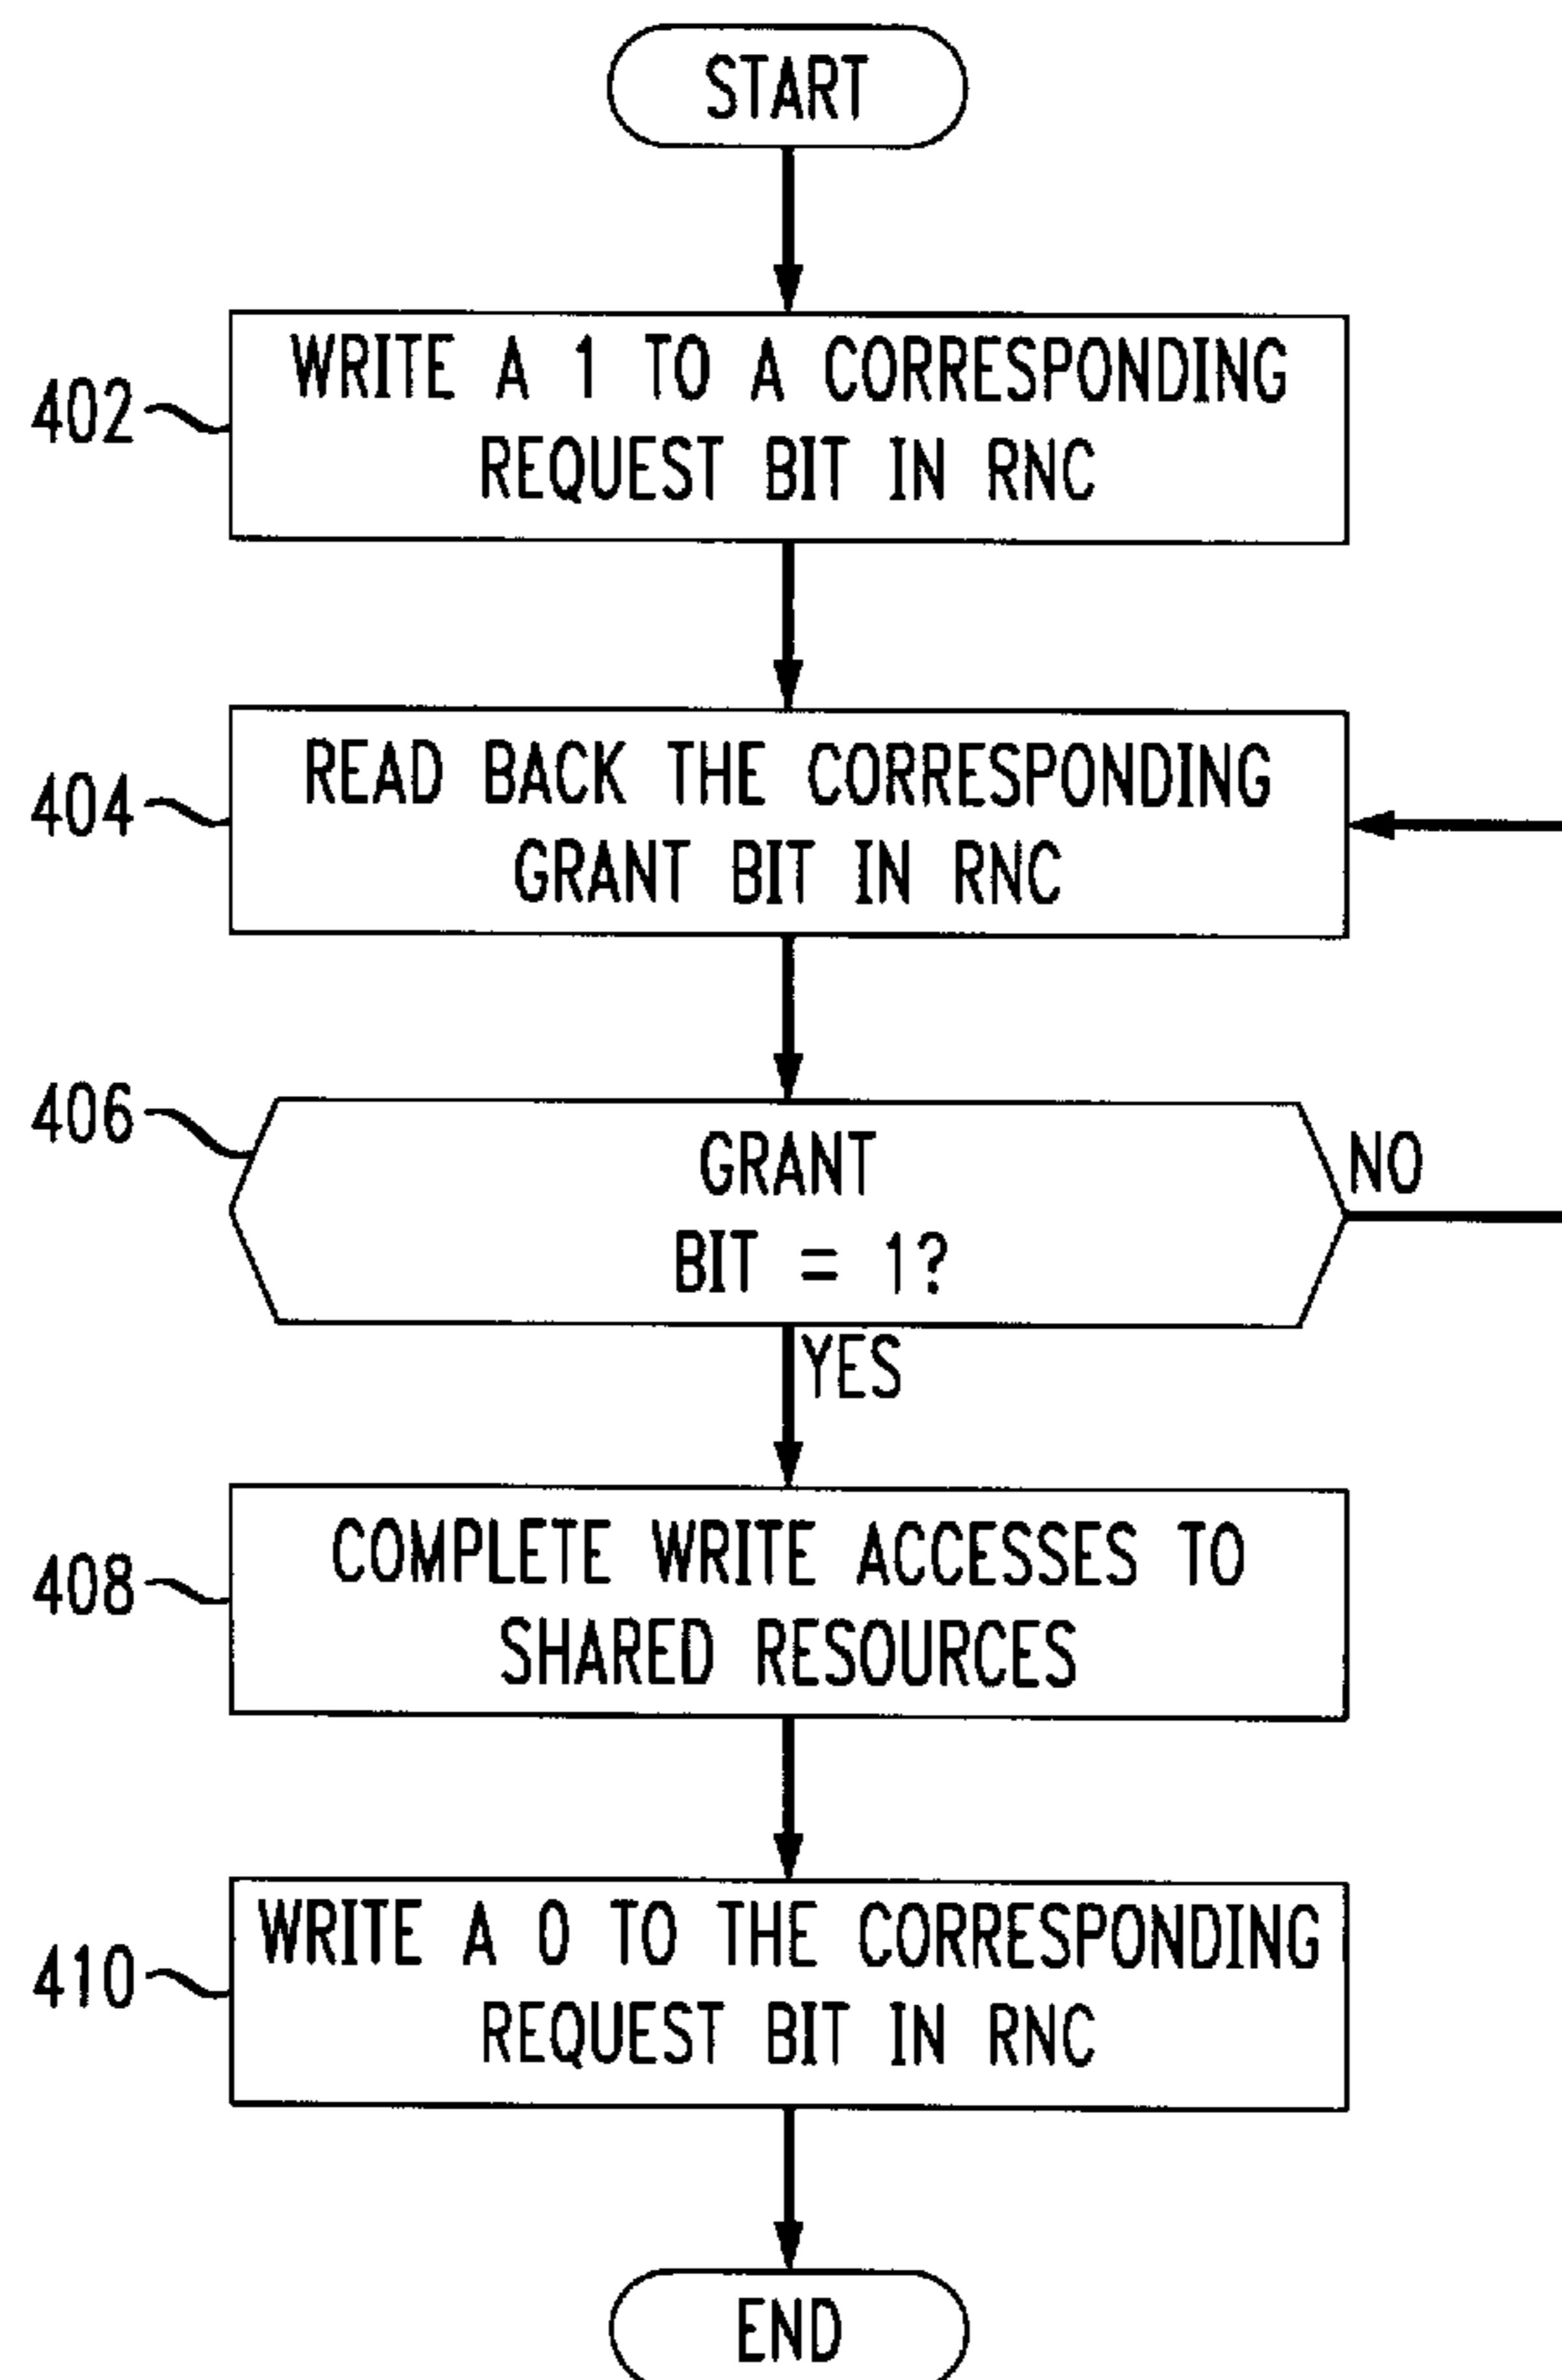 START
WRITE A 1 TO A CORRESPONDING
REQUEST BIT IN RNC
402
READ BACK THE CORRESPONDING
GRANT BIT IN RNC
404
406
GRANT
BIT = 1?
NO
YES
COMPLETE WRITE ACCESSES TO
SHARED RESOURCES
408
WRITE A 0 TO THE CORRESPONDING
REQUEST BIT IN RNC
410
END